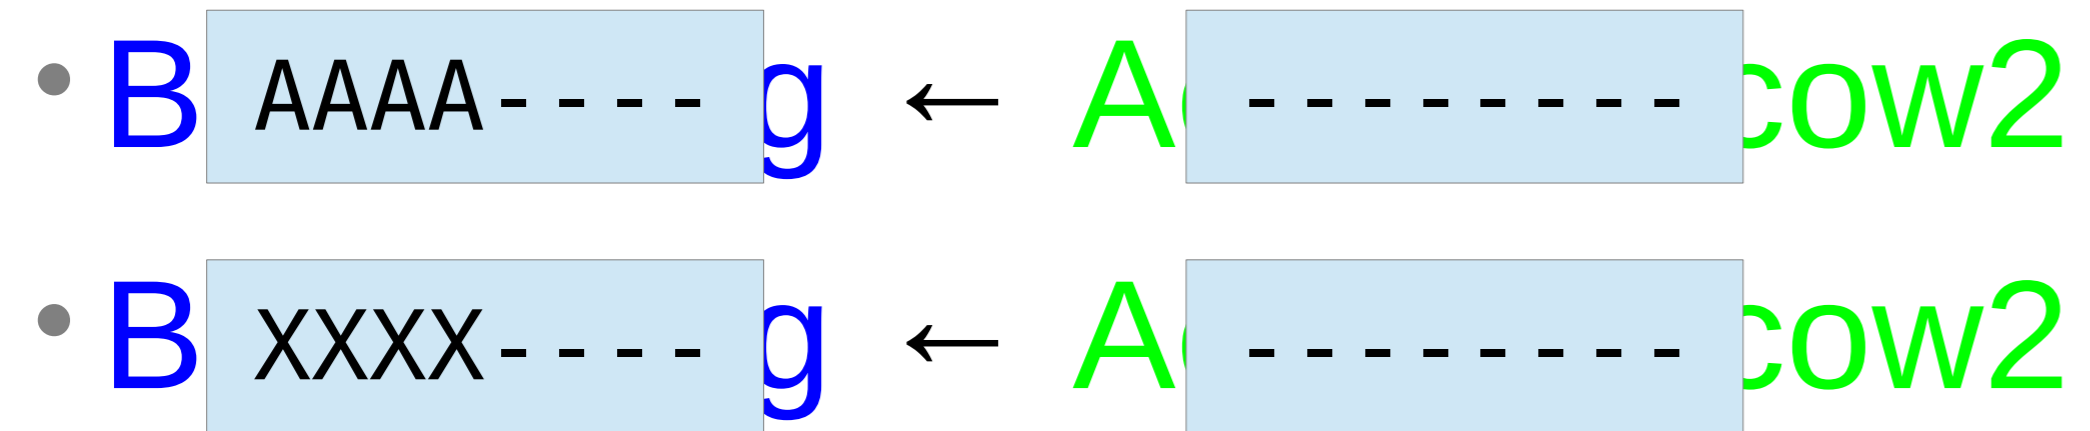 • B AAAA---- g ← A -------- cow2
• B XXXX---- g ← A -------- cow2